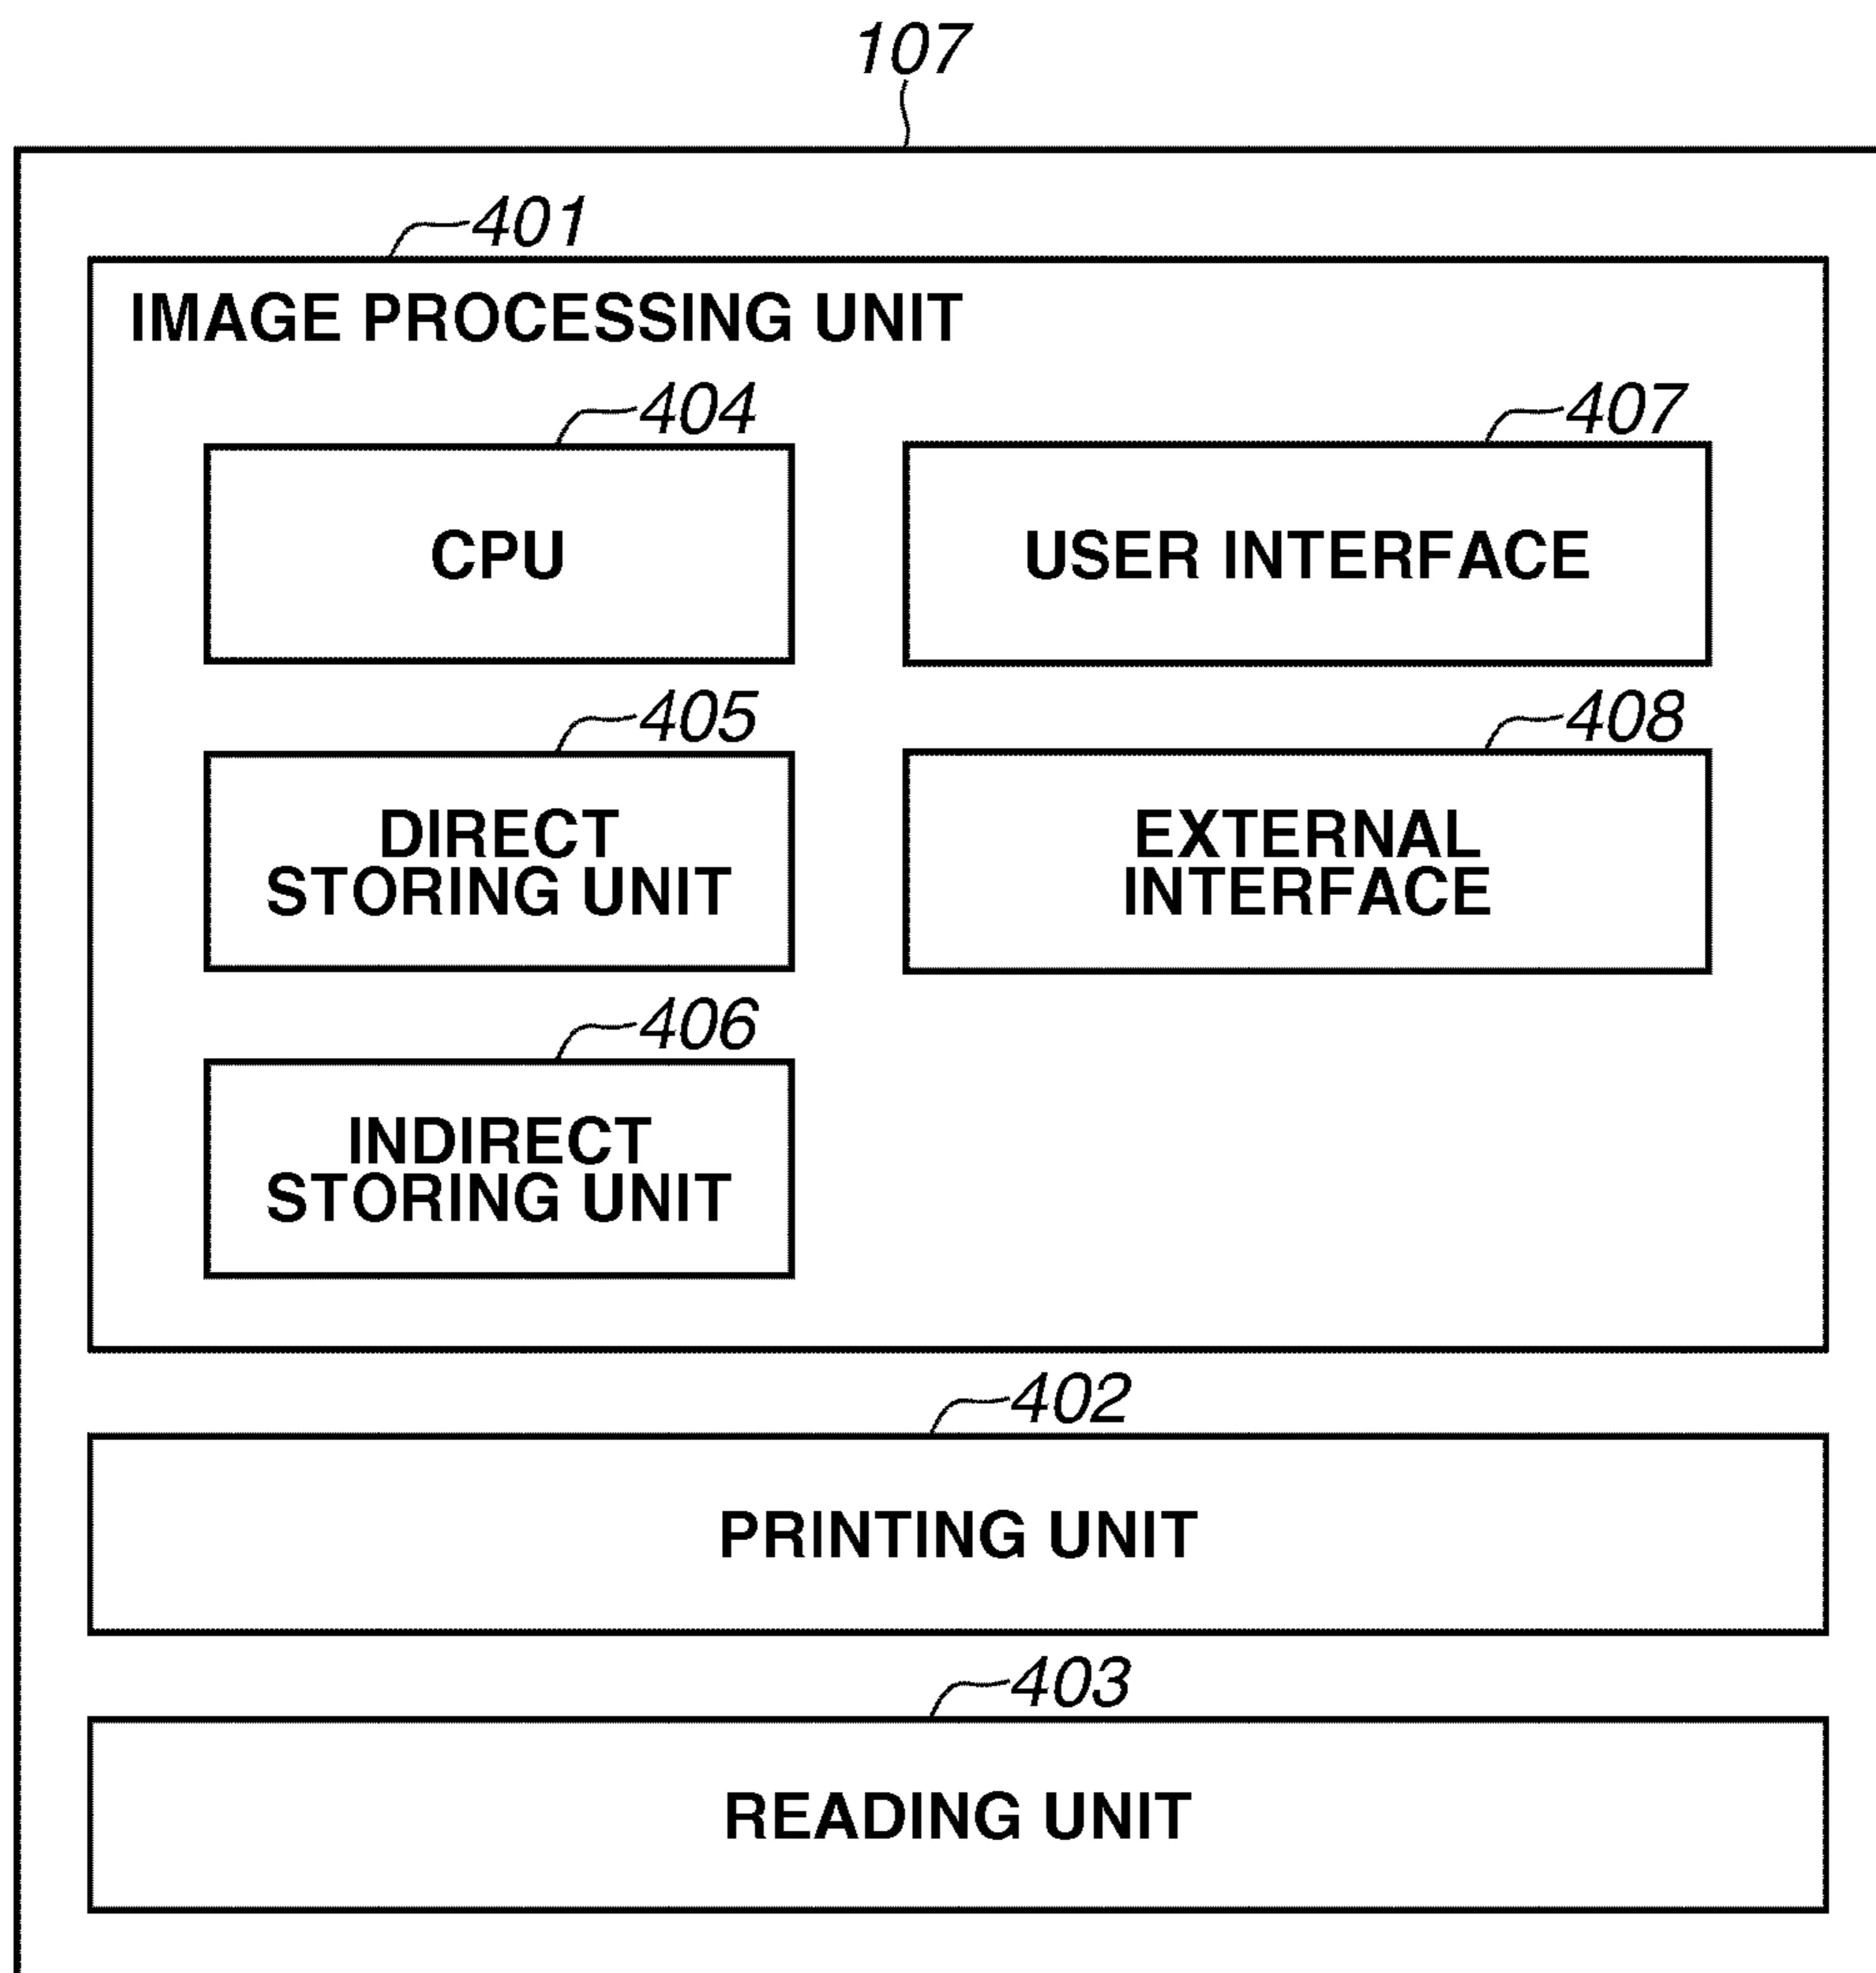 107
401
IMAGE PROCESSING UNIT
404
407
CPU
USER INTERFACE
405
408
DIRECT
STORING UNIT
EXTERNAL
INTERFACE
406
INDIRECT
STORING UNIT
402
PRINTING UNIT
403
READING UNIT